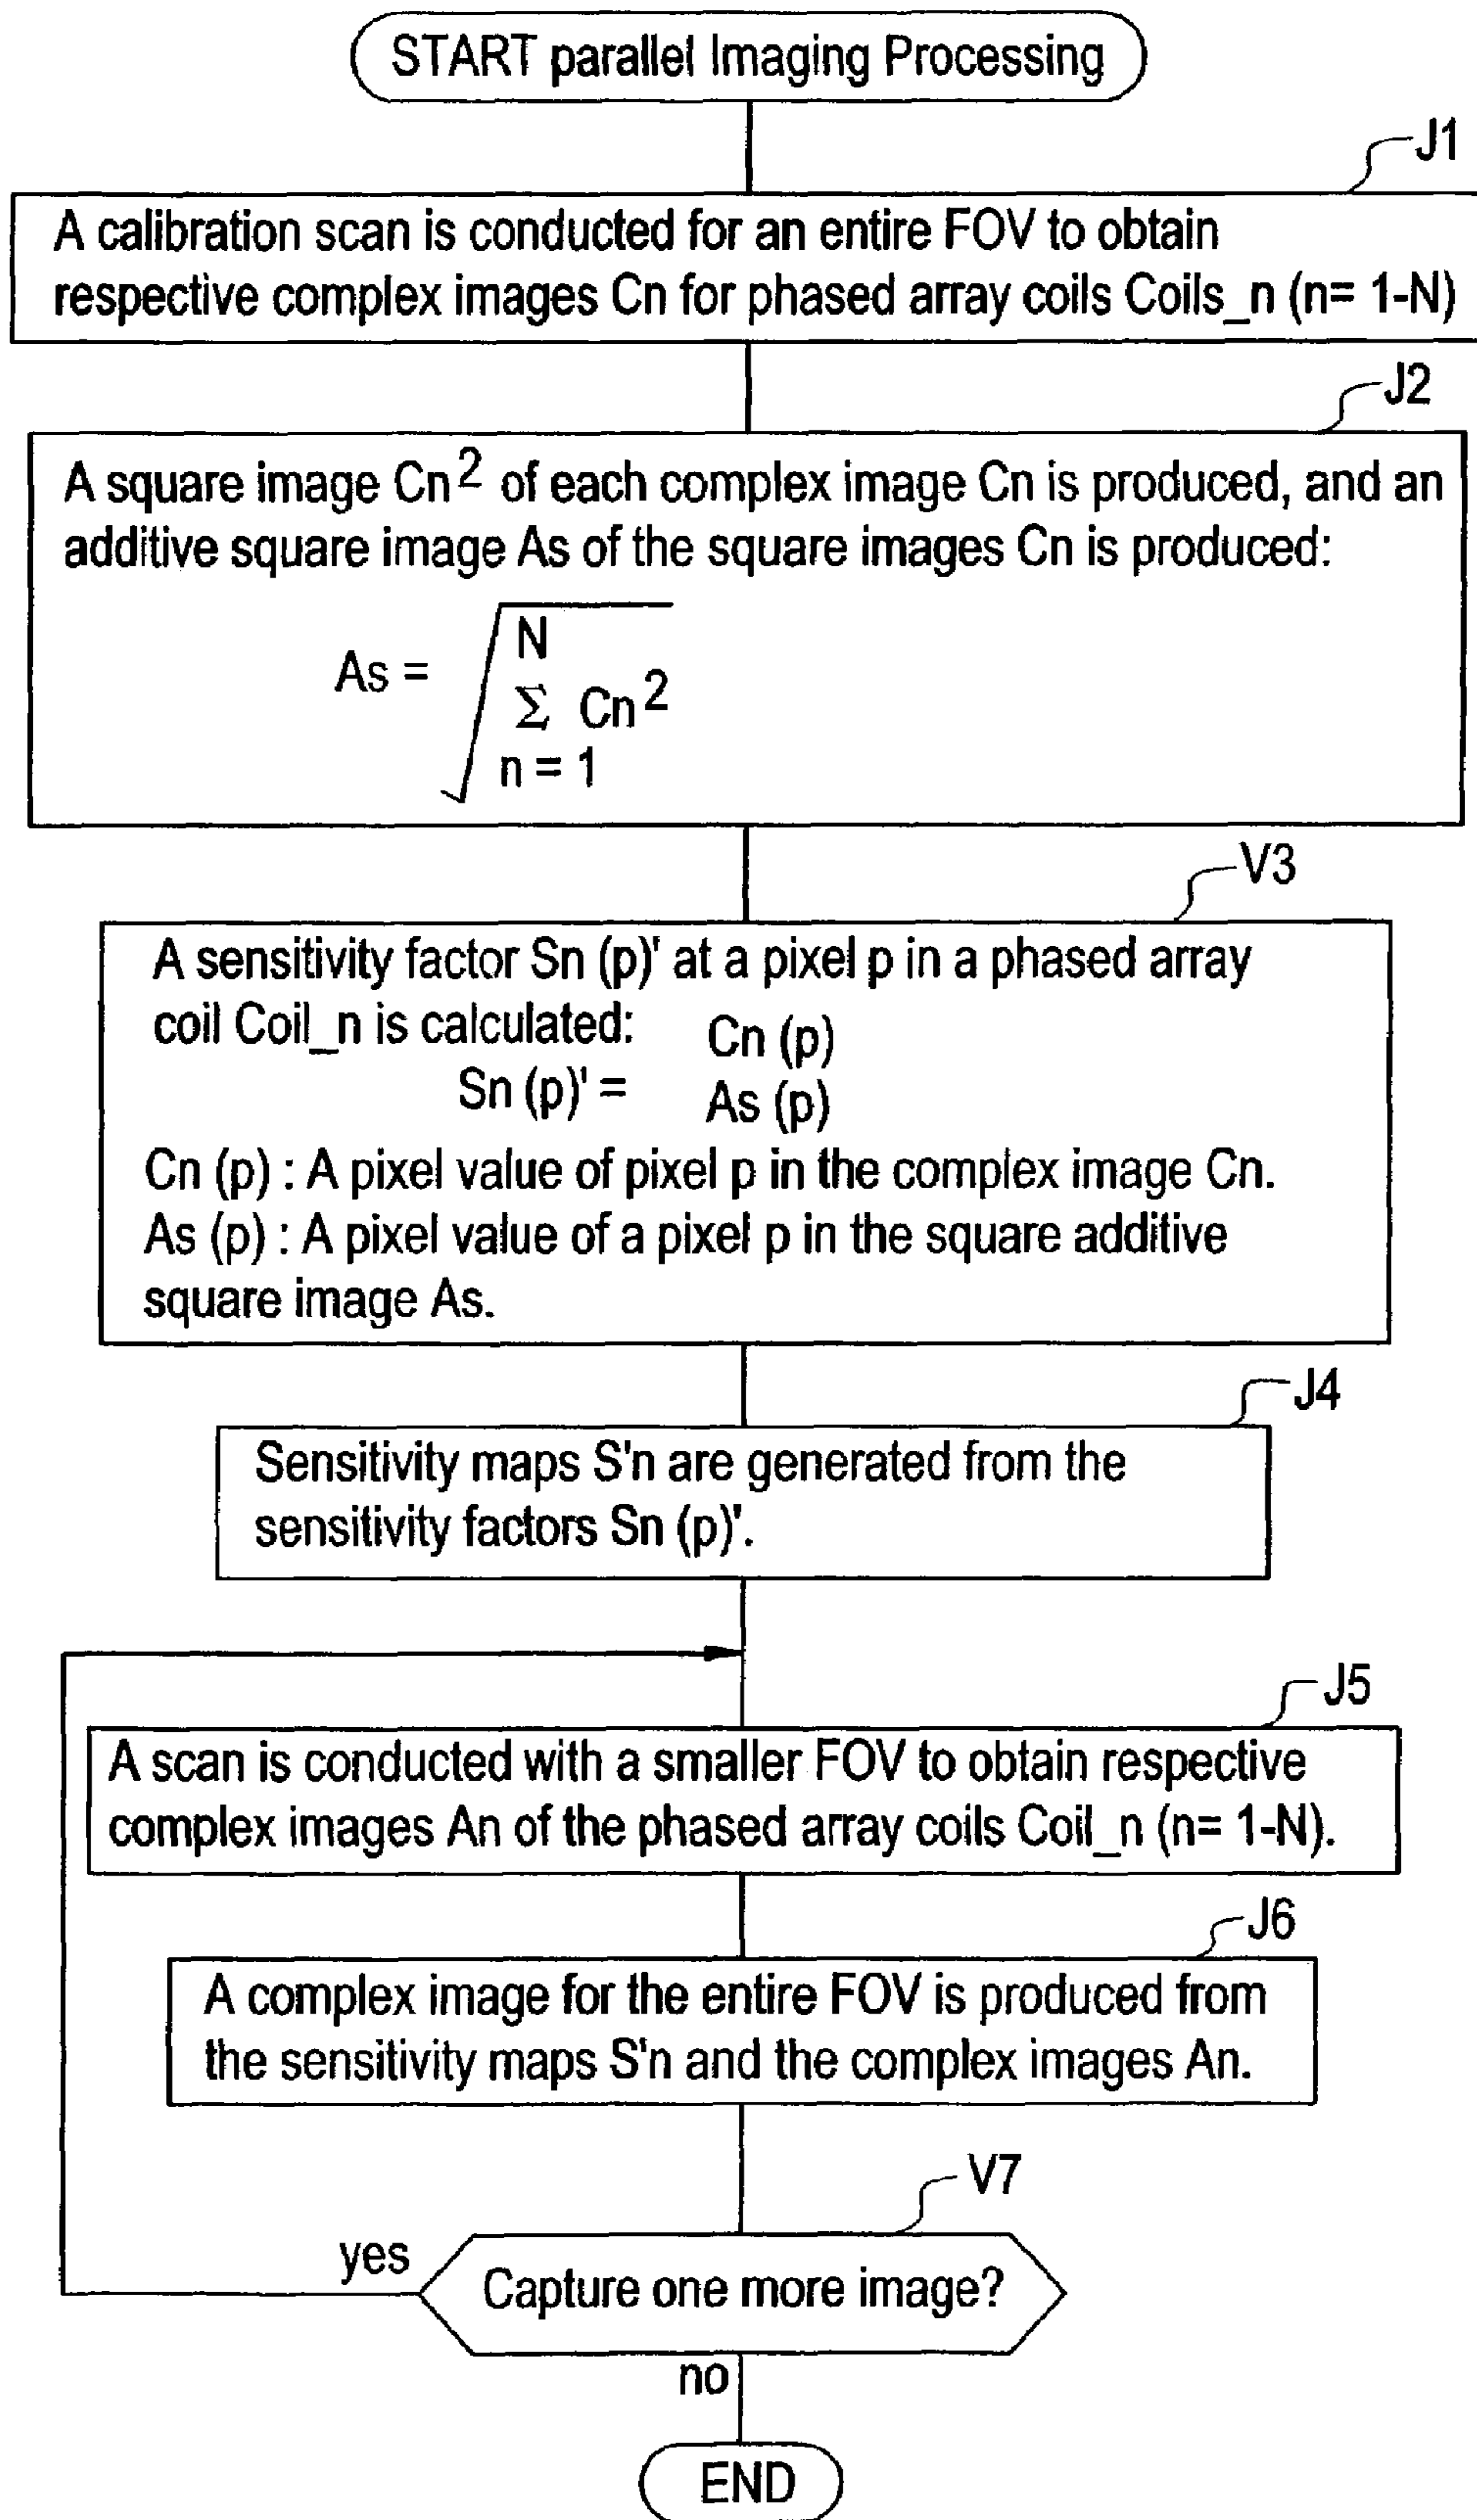 START parallel Imaging Processing
J1
A calibration scan is conducted for an entire FOV to obtain
respective complex images Cn for phased array coils Coils_n (n= 1-N)
J2
A square image Cn² of each complex image Cn is produced, and an
additive square image As of the square images Cn is produced:
N
As = √ Σ Cn²
n = 1
V3
A sensitivity factor Sn (p)' at a pixel p in a phased array
coil Coil_n is calculated:
Cn (p)
Sn (p)' =
As (p)
Cn (p) : A pixel value of pixel p in the complex image Cn.
As (p) : A pixel value of a pixel p in the square additive
square image As.
J4
Sensitivity maps S'n are generated from the
sensitivity factors Sn (p)'.
J5
A scan is conducted with a smaller FOV to obtain respective
complex images An of the phased array coils Coil_n (n= 1-N).
J6
A complex image for the entire FOV is produced from
the sensitivity maps S'n and the complex images An.
V7
yes
Capture one more image?
no
END